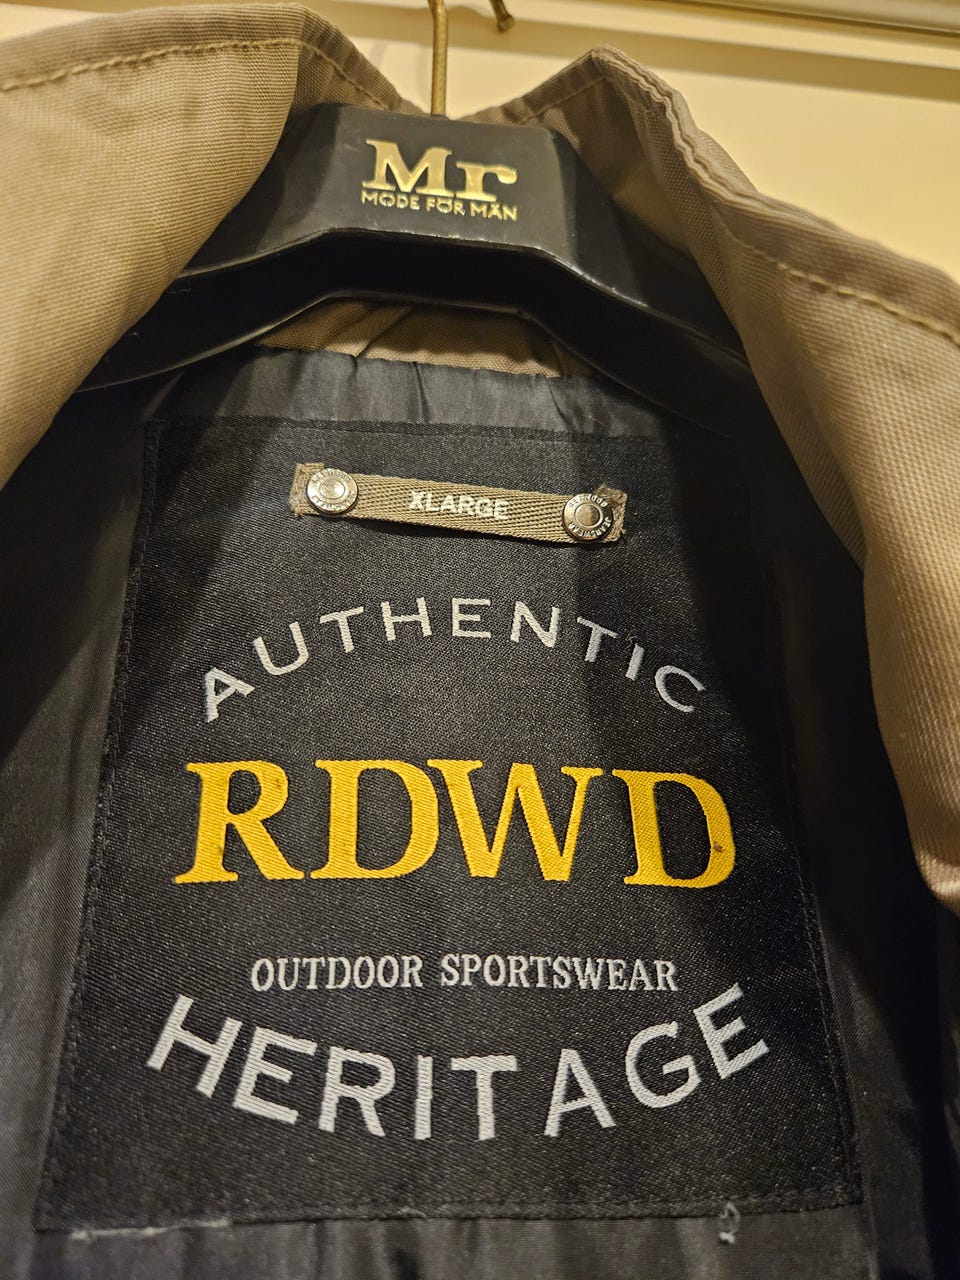 Mr
MODE FÖR MÄN
XLARGE
AUTHENTIC
RDWD
OUTDOOR SPORTSWEAR
HERITAGE